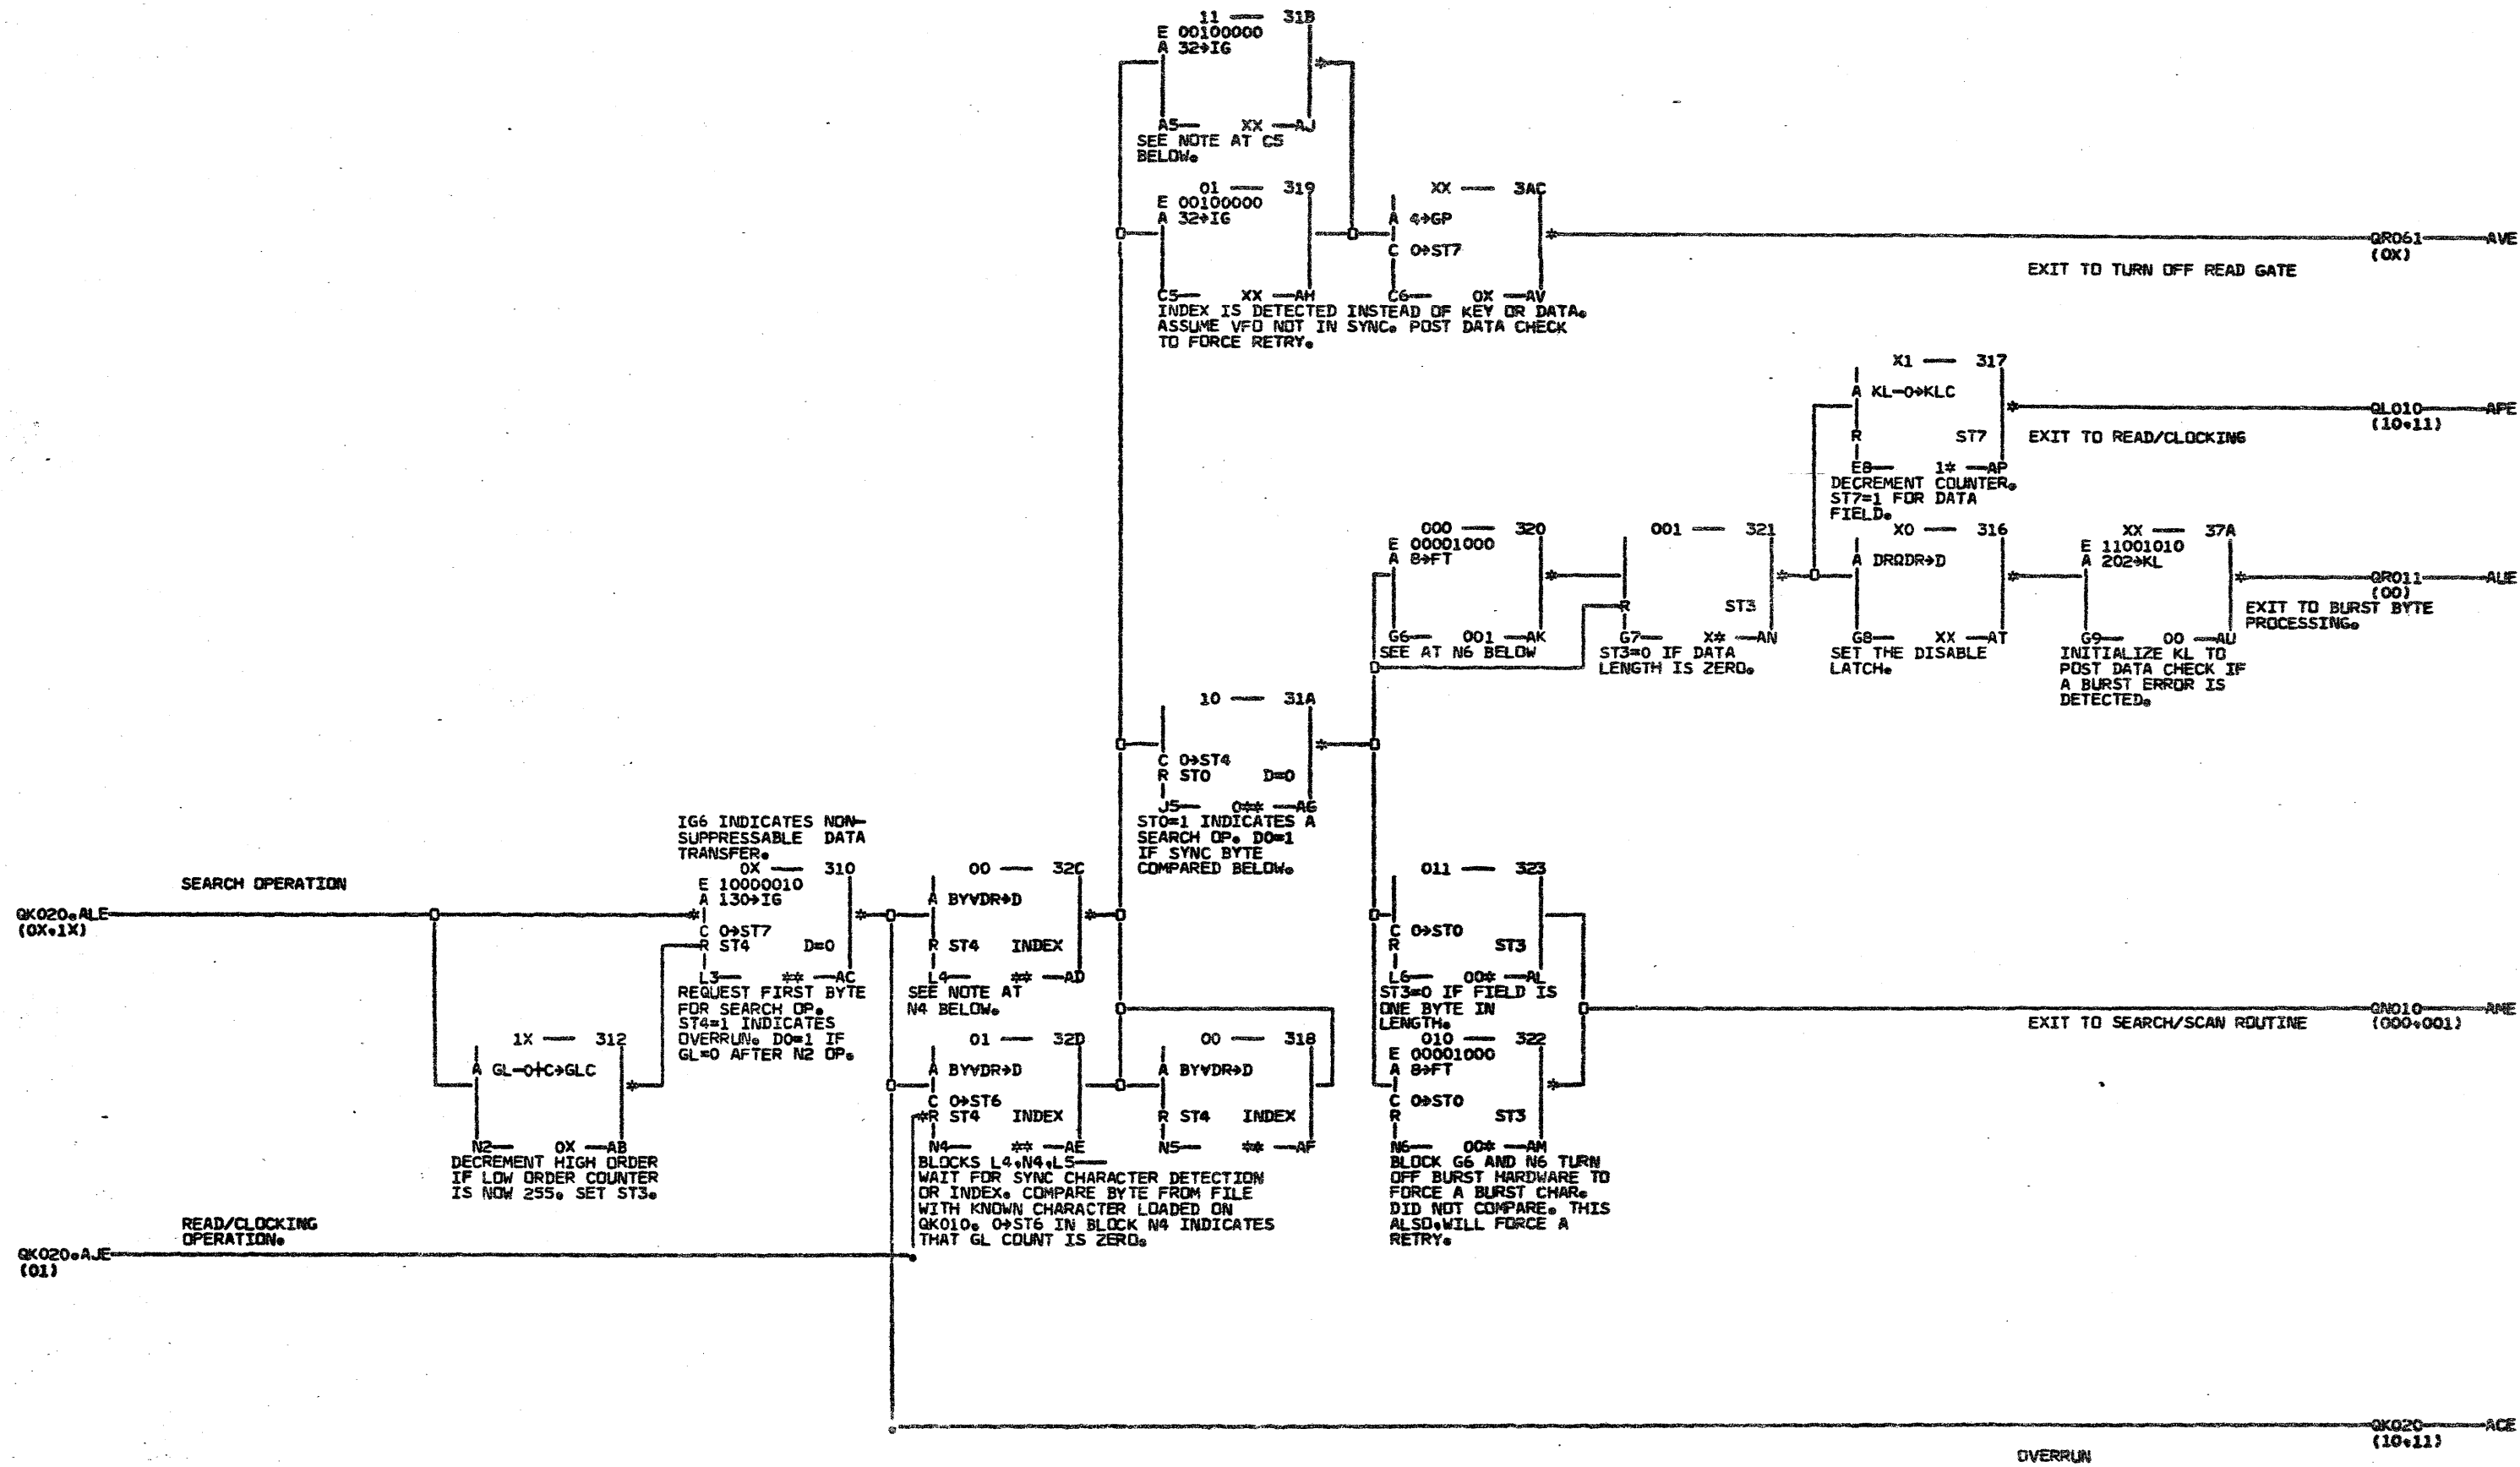 11 — 31B
E 00100000
A 32→IG
A5— XX —AJ
SEE NOTE AT C5
BELOW.
01 — 319
E 00100000
A 32→IG
C5— XX —AH
INDEX IS DETECTED INSTEAD OF KEY OR DATA.
ASSUME VFO NOT IN SYNC. POST DATA CHECK
TO FORCE RETRY.
XX — 3AC
A 4→GP
C 0→ST7
C6— 0X —AV
QR061 AVE
(0X)
EXIT TO TURN OFF READ GATE
X1 — 317
A KL-0→KLC
R ST7
E8— 1* —AP
DECREMENT COUNTER.
ST7=1 FOR DATA
FIELD.
QL010 APE
(10,11)
EXIT TO READ/CLOCKING
000 — 320
E 00001000
A 8→FT
G6— 001 —AK
SEE AT N6 BELOW
001 — 321
R ST3
G7— X* —AN
ST3=0 IF DATA
LENGTH IS ZERO.
X0 — 316
A DRΩDR→D
G8— XX —AT
SET THE DISABLE
LATCH.
XX — 37A
E 11001010
A 202→KL
G9— 00 —AU
INITIALIZE KL TO
POST DATA CHECK IF
A BURST ERROR IS
DETECTED.
QR011 AUE
(00)
EXIT TO BURST BYTE
PROCESSING.
10 — 31A
C 0→ST4
R ST0 D=0
J5— 0** —AG
ST0=1 INDICATES A
SEARCH OP. D0=1
IF SYNC BYTE
COMPARED BELOW.
SEARCH OPERATION
QK020.ALE
(0X,1X)
IG6 INDICATES NON-
SUPPRESSABLE DATA
TRANSFER.
0X — 310
E 10000010
A 130→IG
C 0→ST7
R ST4 D=0
L3— ** —AC
REQUEST FIRST BYTE
FOR SEARCH OP.
ST4=1 INDICATES
OVERRUN. D0=1 IF
GL=0 AFTER N2 OP.
00 — 32C
A BY∀DR→D
R ST4 INDEX
L4— ** —AD
SEE NOTE AT
N4 BELOW.
011 — 323
C 0→ST0
R ST3
L6— 00* —AL
ST3=0 IF FIELD IS
ONE BYTE IN
LENGTH.
QN010 AME
(000,001)
EXIT TO SEARCH/SCAN ROUTINE
1X — 312
A GL-0+C→GLC
N2— 0X —AB
DECREMENT HIGH ORDER
IF LOW ORDER COUNTER
IS NOW 255. SET ST3.
01 — 32D
A BY∀DR→D
C 0→ST6
*R ST4 INDEX
N4— ** —AE
BLOCKS L4,N4,L5—
WAIT FOR SYNC CHARACTER DETECTION
OR INDEX. COMPARE BYTE FROM FILE
WITH KNOWN CHARACTER LOADED ON
QK010. 0→ST6 IN BLOCK N4 INDICATES
THAT GL COUNT IS ZERO.
00 — 318
A BY∀DR→D
R ST4 INDEX
N5— ** —AF
010 — 322
E 00001000
A 8→FT
C 0→ST0
R ST3
N6— 00* —AM
BLOCK G6 AND N6 TURN
OFF BURST HARDWARE TO
FORCE A BURST CHAR.
DID NOT COMPARE. THIS
ALSO.WILL FORCE A
RETRY.
READ/CLOCKING
OPERATION.
QK020.AJE
(01)
QK020 ACE
(10,11)
OVERRUN